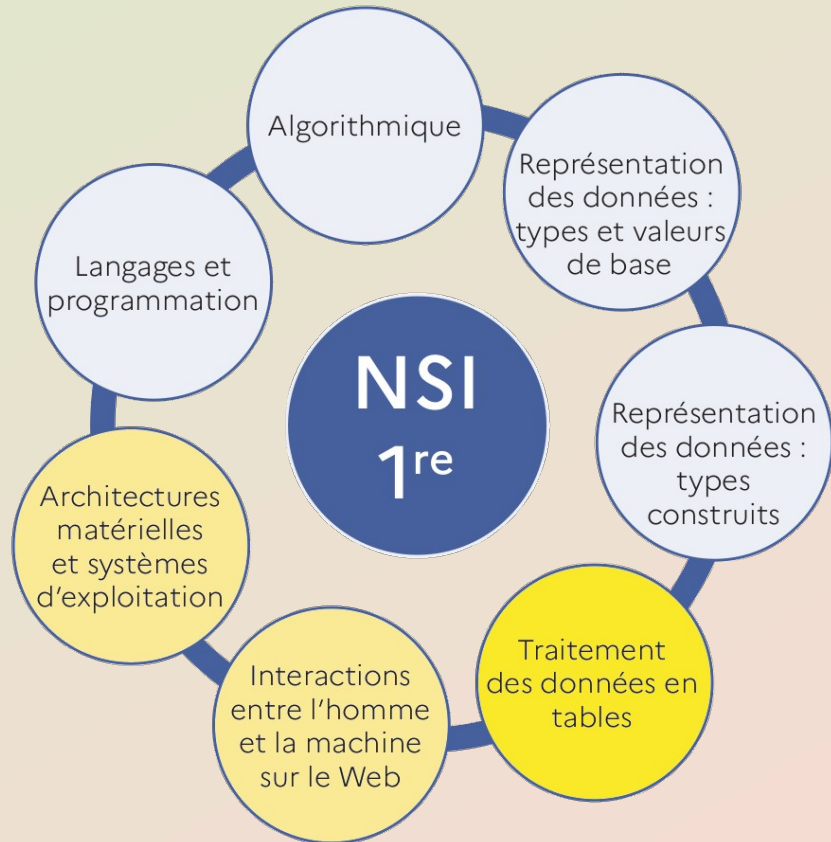 Algorithmique
Représentation
des données :
types et valeurs
de base
Langages et
programmation
NSI
1re
Représentation
des données :
types
construits
Architectures
matérielles
et systèmes
d’exploitation
Traitement
des données en
tables
Interactions
entre l’homme
et la machine
sur le Web